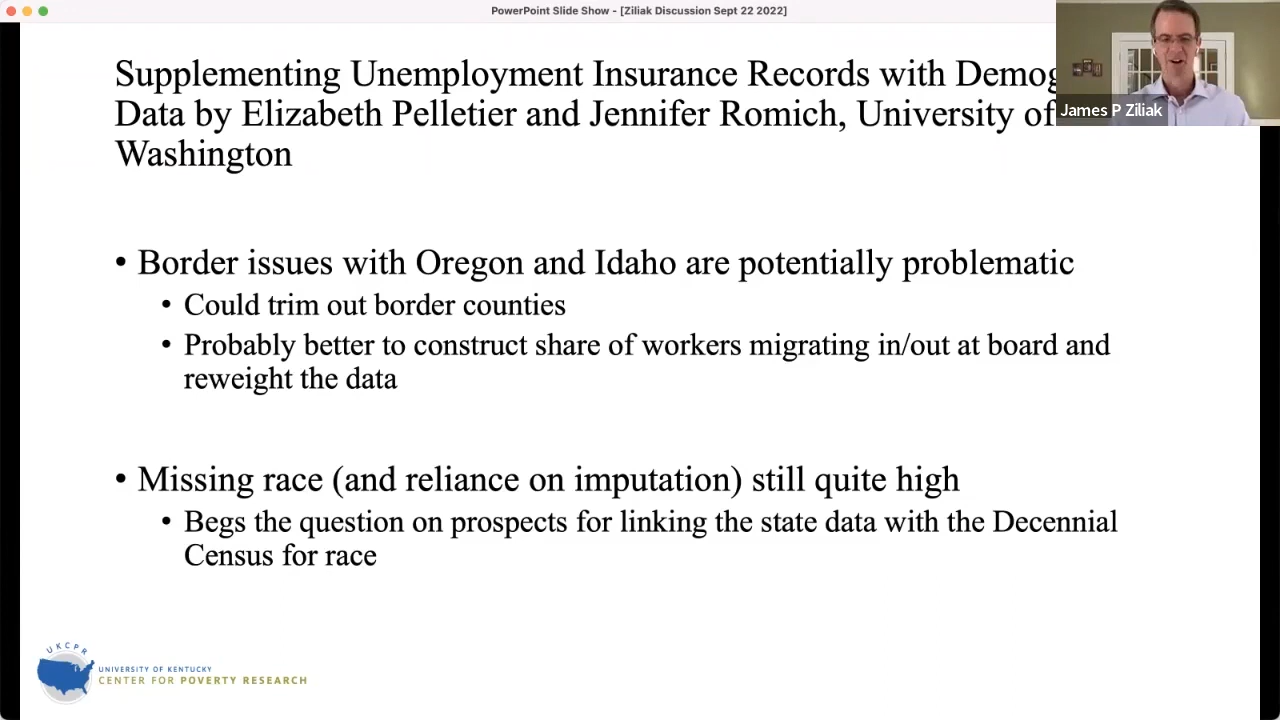 PowerPoint Slide Show - [Ziliak Discussion Sept 22 2022]
Supplementing Unemployment Insurance Records with
Data by Elizabeth Pelletier and Jennifer Romich, University of
Washington
James P Ziliak
• Border issues with Oregon and Idaho are potentially problematic
• Could trim out border counties
• Probably better to construct share of workers migrating in/out at board and
reweight the data
• Missing race (and reliance on imputation) still quite high
• Begs the question on prospects for linking the state data with the Decennial
Census for race
UKCPR
UNIVERSITY OF KENTUCKY
CENTER FOR POVERTY RESEARCH